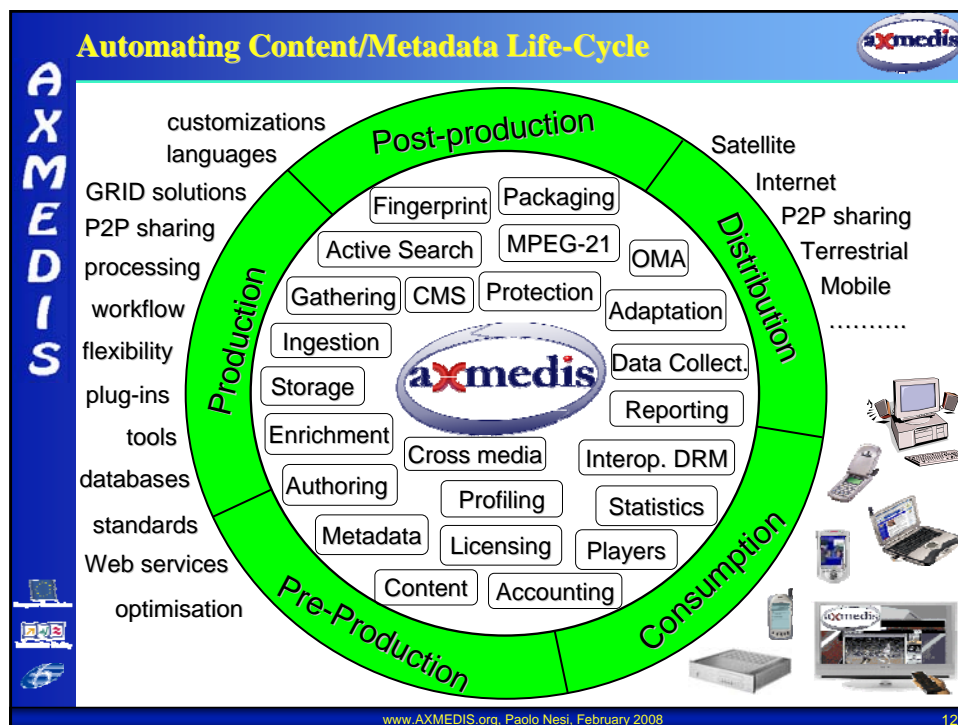 Automating Content/Metadata Life-Cycle
axmedis
AXMEDIS
customizations
languages
GRID solutions
P2P sharing
processing
workflow
flexibility
plug-ins
tools
databases
standards
Web services
optimisation
Post-production
Production
Pre-Production
Distribution
Consumption
Fingerprint
Packaging
Active Search
MPEG-21
OMA
Gathering
CMS
Protection
Adaptation
Ingestion
axmedis
Data Collect.
Storage
Reporting
Enrichment
Cross media
Interop. DRM
Authoring
Profiling
Statistics
Metadata
Licensing
Players
Content
Accounting
Satellite
Internet
P2P sharing
Terrestrial
Mobile
..........
axmedis
www.AXMEDIS.org, Paolo Nesi, February 2008
12